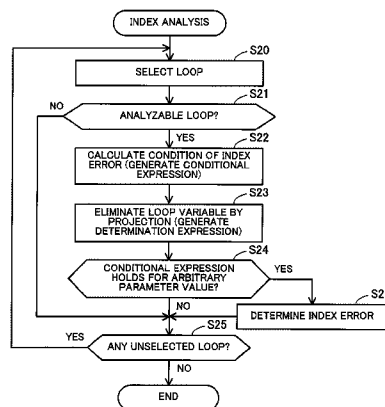 INDEX ANALYSIS
S20
SELECT LOOP
S21
NO
ANALYZABLE LOOP?
YES
S22
CALCULATE CONDITION OF INDEX
ERROR (GENERATE CONDITIONAL
EXPRESSION)
S23
ELIMINATE LOOP VARIABLE BY
PROJECTION (GENERATE
DETERMINATION EXPRESSION)
S24
CONDITIONAL EXPRESSION
HOLDS FOR ARBITRARY
PARAMETER VALUE?
YES
S2
NO
DETERMINE INDEX ERROR
S25
YES
ANY UNSELECTED LOOP?
NO
END